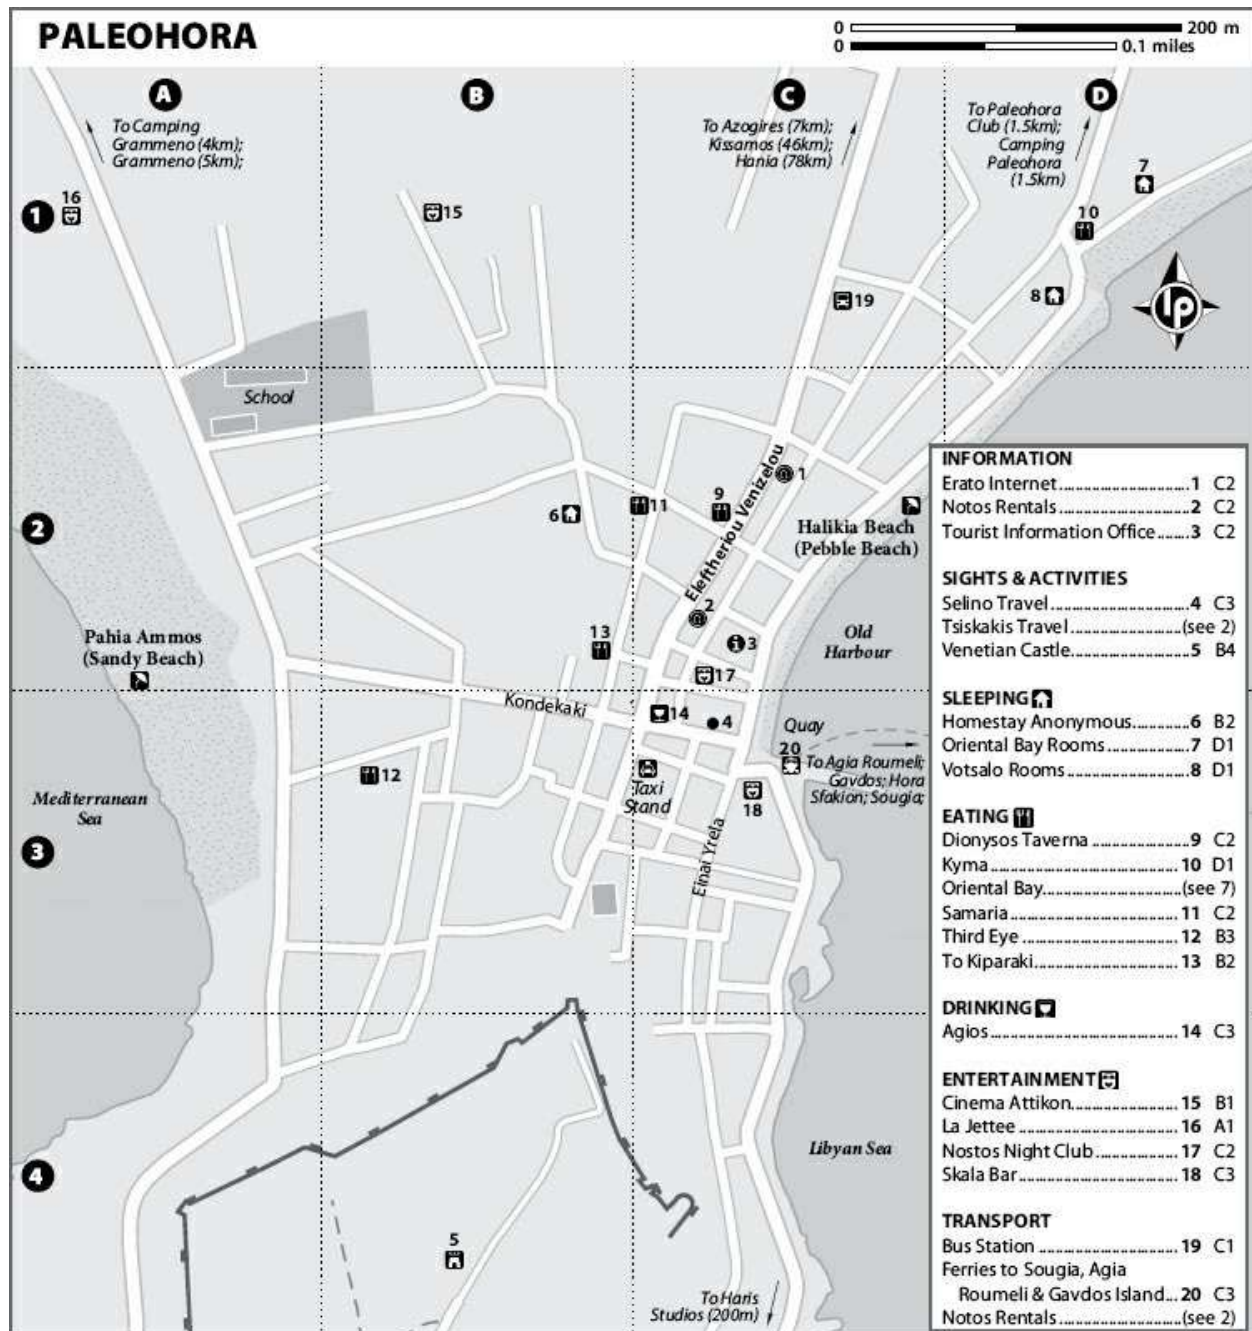 PALEOHORA
0 200 m
0 0.1 miles
A
B
C
D
To Camping
Grammeno (4km);
Grammeno (5km);
To Azogires (7km);
Kissamos (46km);
Hania (78km)
To Paleohora
Club (1.5km);
Camping
Paleohora
(1.5km)
7
16
1
15
10
19
8
lp
School
Eleftheriou Venizelou
1
9
11
6
2
Halikia Beach
(Pebble Beach)
2
13
3
Old
Harbour
Pahia Ammos
(Sandy Beach)
17
Kondekaki
14
4
Quay
20
To Agia Roumeli;
Gavdos; Hora
Sfakion; Sougia;
12
Taxi
Stand
18
Mediterranean
Sea
3
Einai Yrela
Libyan Sea
4
5
To Haris
Studios (200m)
INFORMATION
Erato Internet 1 C2
Notos Rentals 2 C2
Tourist Information Office 3 C2
SIGHTS & ACTIVITIES
Selino Travel 4 C3
Tsiskakis Travel (see 2)
Venetian Castle 5 B4
SLEEPING
Homestay Anonymous 6 B2
Oriental Bay Rooms 7 D1
Votsalo Rooms 8 D1
EATING
Dionysos Taverna 9 C2
Kyma 10 D1
Oriental Bay (see 7)
Samaria 11 C2
Third Eye 12 B3
To Kiparaki 13 B2
DRINKING
Agios 14 C3
ENTERTAINMENT
Cinema Attikon 15 B1
La Jettee 16 A1
Nostos Night Club 17 C2
Skala Bar 18 C3
TRANSPORT
Bus Station 19 C1
Ferries to Sougia, Agia
Roumeli & Gavdos Island 20 C3
Notos Rentals (see 2)